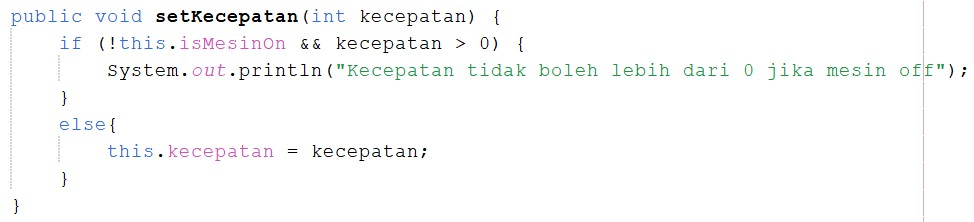 public void setKecepatan(int kecepatan) {
    if (!this.isMesinOn && kecepatan > 0) {
        System.out.println("Kecepatan tidak boleh lebih dari 0 jika mesin off");
    }
    else{
        this.kecepatan = kecepatan;
    }
}